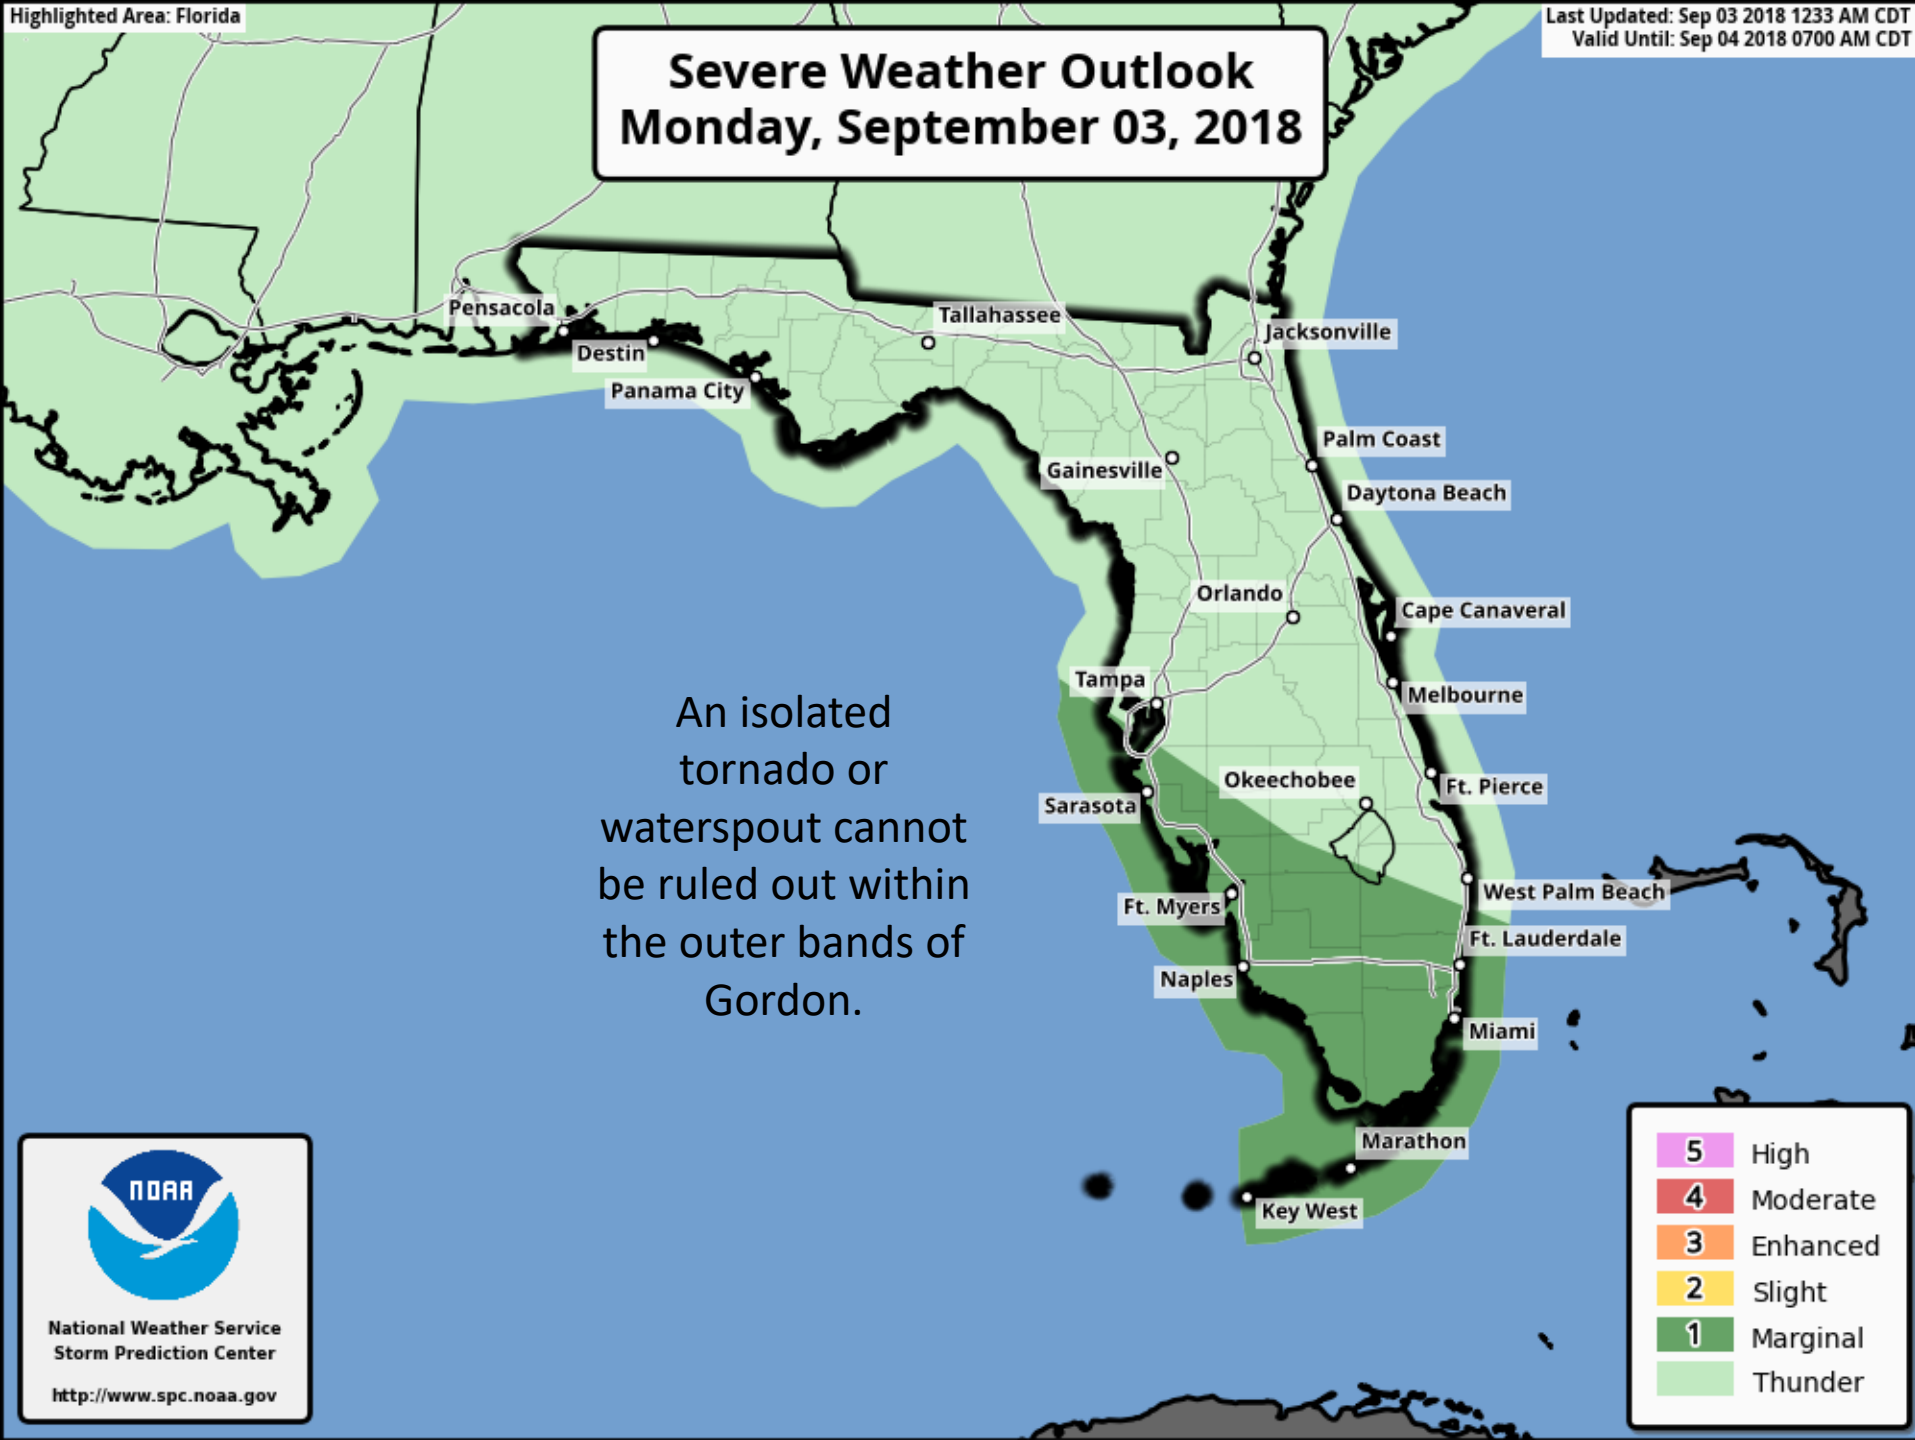 Highlighted Area: Florida
Last Updated: Sep 03 2018 1233 AM CDT
Valid Until: Sep 04 2018 0700 AM CDT
Severe Weather Outlook
Monday, September 03, 2018
Pensacola
Tallahassee
Jacksonville
Destin
Panama City
Palm Coast
Gainesville
Daytona Beach
Orlando
Cape Canaveral
Tampa
Melbourne
Okeechobee
Ft. Pierce
Sarasota
West Palm Beach
Ft. Myers
Ft. Lauderdale
Naples
Miami
Marathon
Key West
An isolated
tornado or
waterspout cannot
be ruled out within
the outer bands of
Gordon.
NOAA
National Weather Service
Storm Prediction Center
http://www.spc.noaa.gov
5 High
4 Moderate
3 Enhanced
2 Slight
1 Marginal
Thunder